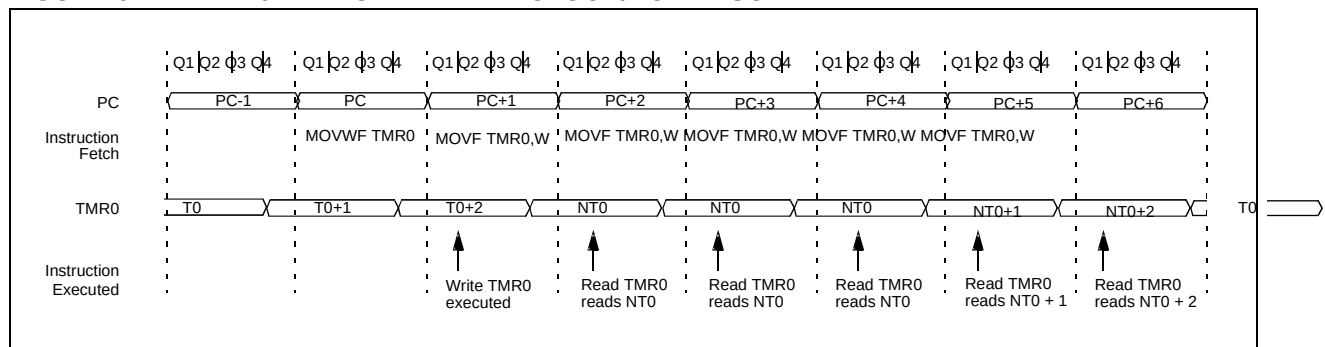 Q1 Q2 Q3 Q4 Q1 Q2 Q3 Q4 Q1 Q2 Q3 Q4 Q1 Q2 Q3 Q4 Q1 Q2 Q3 Q4 Q1 Q2 Q3 Q4 Q1 Q2 Q3 Q4 Q1 Q2 Q3 Q4
PC PC-1 PC PC+1 PC+2 PC+3 PC+4 PC+5 PC+6
Instruction
Fetch
MOVWF TMR0 MOVF TMR0,W MOVF TMR0,W MOVF TMR0,W MOVF TMR0,W MOVF TMR0,W
TMR0 T0 T0+1 T0+2 NT0 NT0 NT0 NT0+1 NT0+2 T0
Instruction
Executed
Write TMR0
executed
Read TMR0
reads NT0
Read TMR0
reads NT0
Read TMR0
reads NT0
Read TMR0
reads NT0 + 1
Read TMR0
reads NT0 + 2